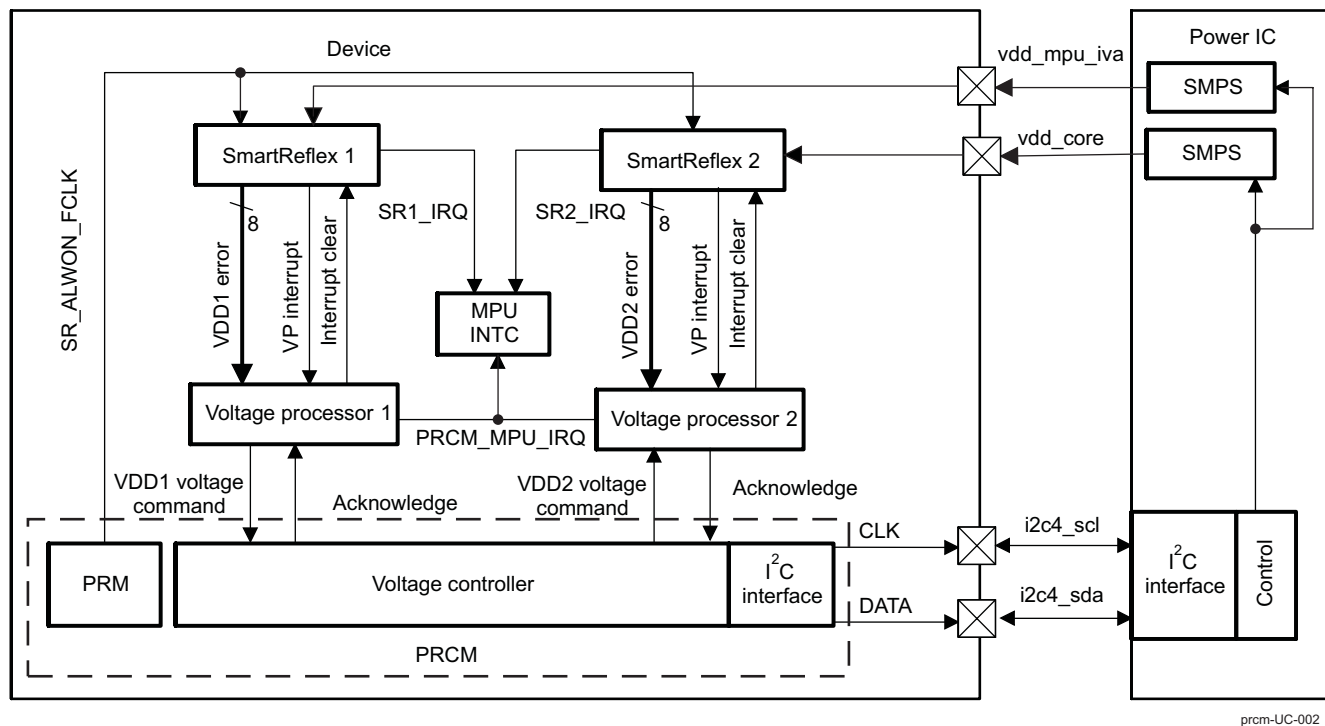 Device
vdd_mpu_iva
Power IC
SMPS
vdd_core
SMPS
SmartReflex 1
SmartReflex 2
SR_ALWON_FCLK
8
SR1_IRQ
SR2_IRQ
8
VDD1 error
VP interrupt
Interrupt clear
MPU
INTC
VDD2 error
VP interrupt
Interrupt clear
Voltage processor 1
Voltage processor 2
PRCM_MPU_IRQ
VDD1 voltage
command
Acknowledge
VDD2 voltage
command
Acknowledge
CLK
i2c4_scl
PRM
Voltage controller
I2C
interface
DATA
i2c4_sda
I2C
interface
Control
PRCM
prcm-UC-002